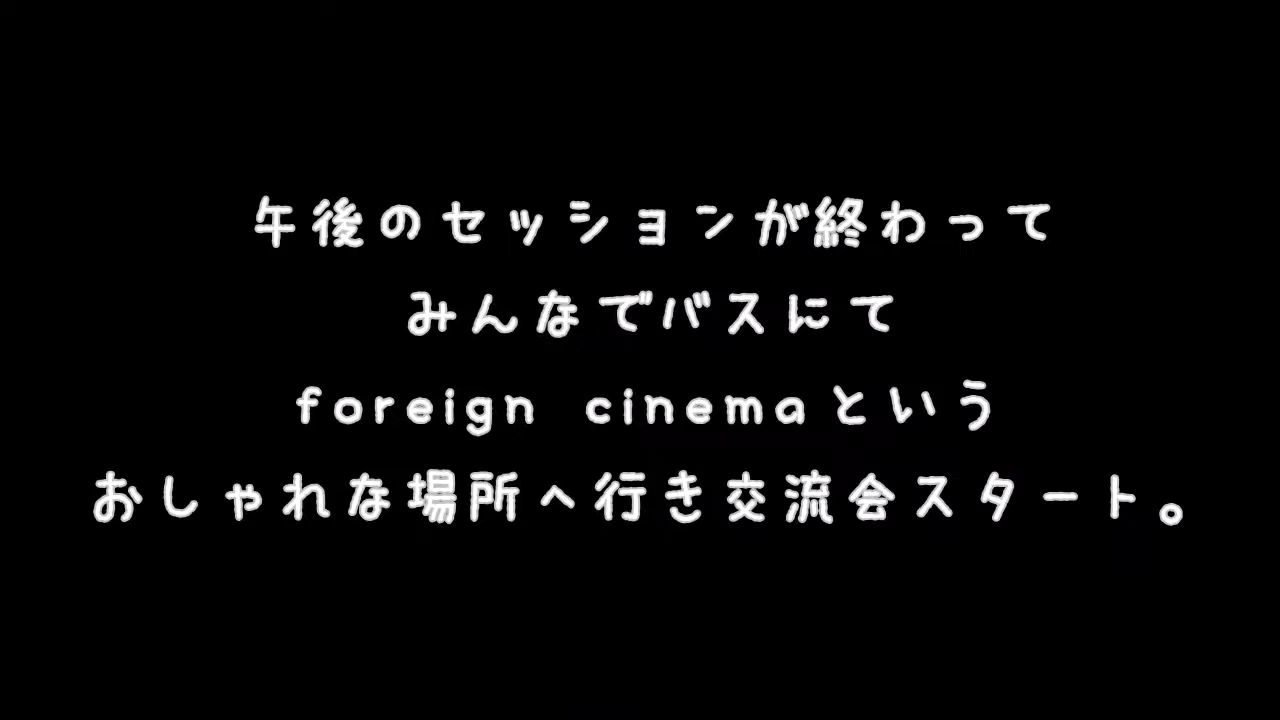 午後のセッションが終わって
みんなでバスにて
foreign cinemaという
おしゃれな場所へ行き交流会スタート。